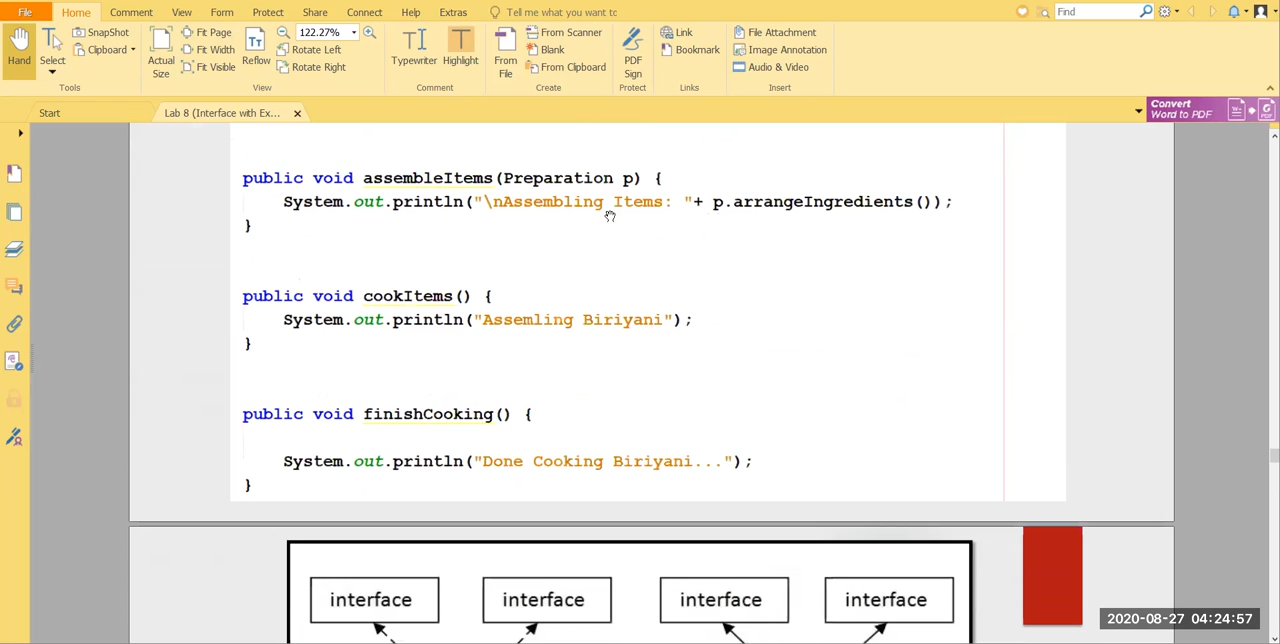 File Home Comment View Form Protect Share Connect Help Extras Tell me what you want tc Find
Hand Select SnapShot Clipboard Actual Size Fit Page Fit Width Fit Visible Reflow 122.27% Rotate Left Rotate Right Typewriter Highlight From File From Scanner Blank From Clipboard PDF Sign Link Bookmark File Attachment Image Annotation Audio & Video
Tools View Comment Create Protect Links Insert
Start Lab 8 (Interface with Ex... Convert Word to PDF
public void assembleItems(Preparation p) {
System.out.println("\nAssembling Items: "+ p.arrangeIngredients());
}
public void cookItems() {
System.out.println("Assemling Biriyani");
}
public void finishCooking() {
System.out.println("Done Cooking Biriyani...");
}
interface interface interface interface
2020-08-27 04:24:57